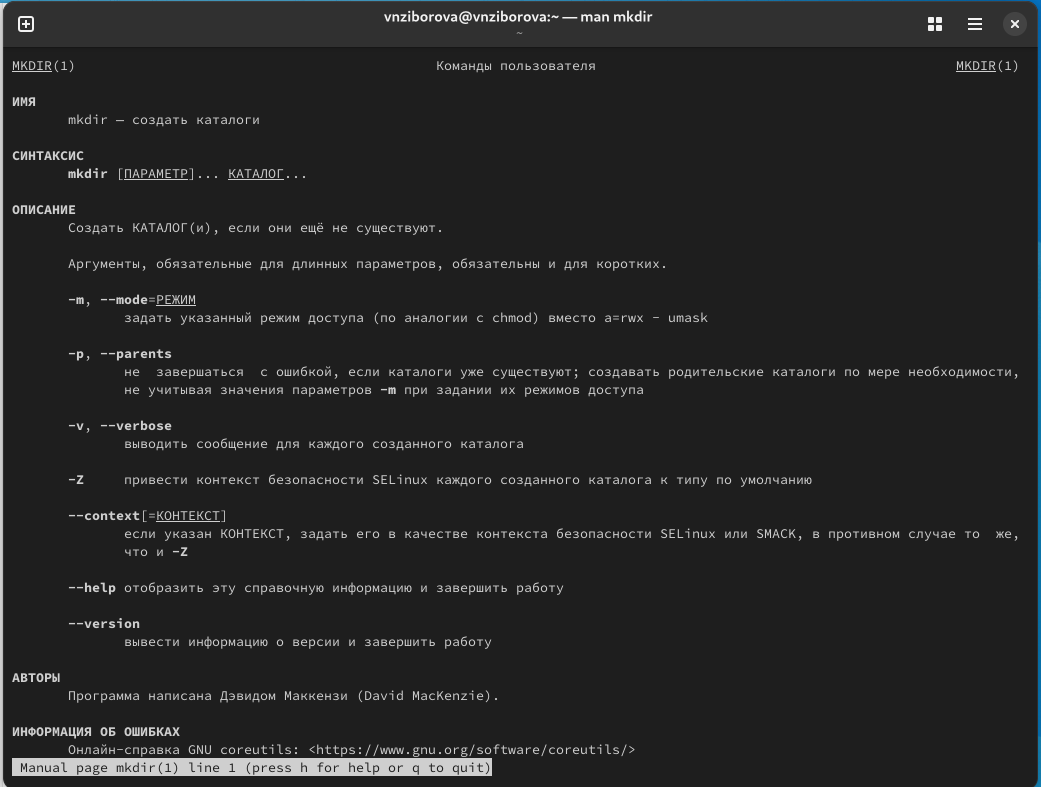 vnziborova@vnziborova:~ — man mkdir
~
MKDIR(1) Команды пользователя MKDIR(1)
ИМЯ
mkdir — создать каталоги
СИНТАКСИС
mkdir [ПАРАМЕТР]... КАТАЛОГ...
ОПИСАНИЕ
Создать КАТАЛОГ(и), если они ещё не существуют.
Аргументы, обязательные для длинных параметров, обязательны и для коротких.
-m, --mode=РЕЖИМ
задать указанный режим доступа (по аналогии с chmod) вместо a=rwx - umask
-p, --parents
не завершаться с ошибкой, если каталоги уже существуют; создавать родительские каталоги по мере необходимости,
не учитывая значения параметров -m при задании их режимов доступа
-v, --verbose
выводить сообщение для каждого созданного каталога
-Z привести контекст безопасности SELinux каждого созданного каталога к типу по умолчанию
--context[=КОНТЕКСТ]
если указан КОНТЕКСТ, задать его в качестве контекста безопасности SELinux или SMACK, в противном случае то же,
что и -Z
--help отобразить эту справочную информацию и завершить работу
--version
вывести информацию о версии и завершить работу
АВТОРЫ
Программа написана Дэвидом Маккензи (David MacKenzie).
ИНФОРМАЦИЯ ОБ ОШИБКАХ
Онлайн-справка GNU coreutils: <https://www.gnu.org/software/coreutils/>
Manual page mkdir(1) line 1 (press h for help or q to quit)